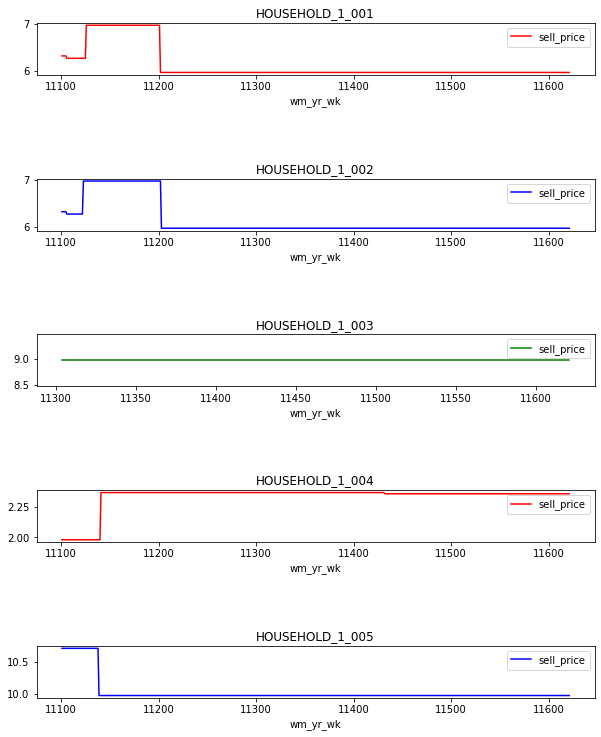 HOUSEHOLD_1_001
7
sell_price
6
11100 11200 11300 11400 11500 11600
wm_yr_wk
HOUSEHOLD_1_002
7
sell_price
6
11100 11200 11300 11400 11500 11600
wm_yr_wk
HOUSEHOLD_1_003
sell_price
9.0
8.5
11300 11350 11400 11450 11500 11550 11600
wm_yr_wk
HOUSEHOLD_1_004
sell_price
2.25
2.00
11100 11200 11300 11400 11500 11600
wm_yr_wk
HOUSEHOLD_1_005
sell_price
10.5
10.0
11100 11200 11300 11400 11500 11600
wm_yr_wk